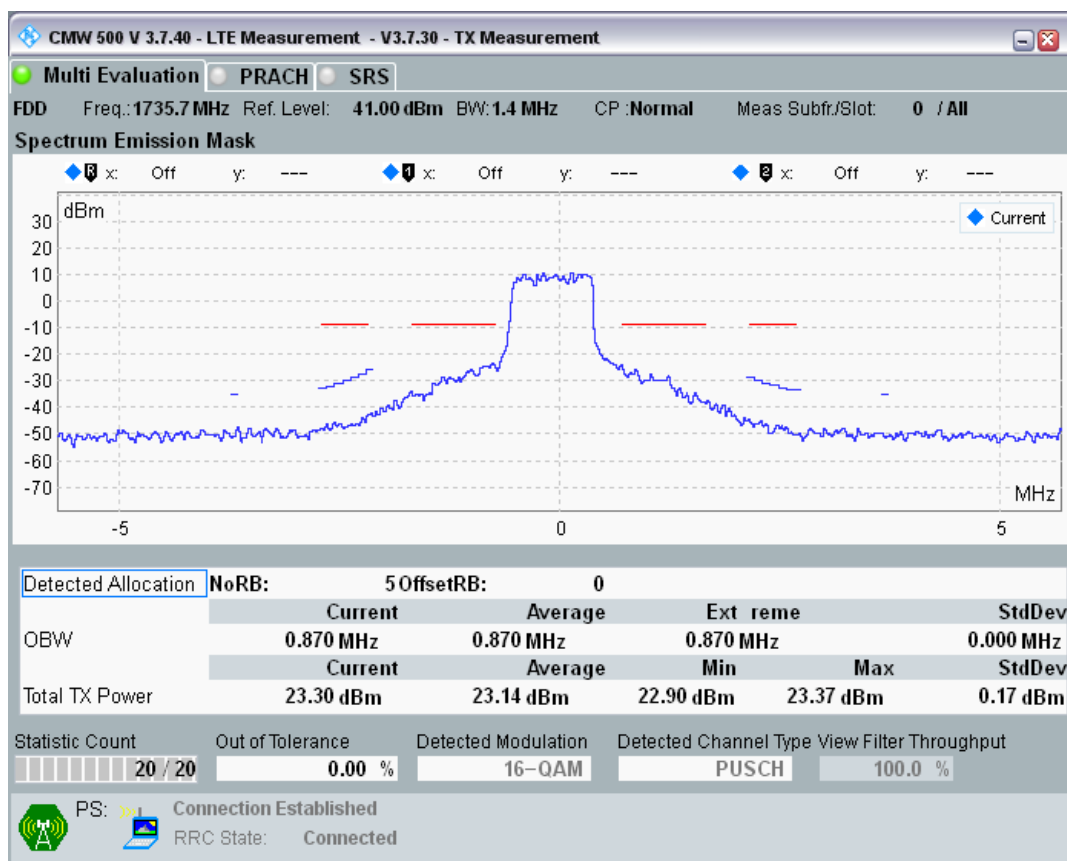 CMW 500 V 3.7.40 - LTE Measurement - V3.7.30 - TX Measurement
Multi Evaluation PRACH SRS
FDD Freq.: 1735.7 MHz Ref. Level: 41.00 dBm BW: 1.4 MHz CP :Normal Meas Subfr./Slot: 0 / All
Spectrum Emission Mask
R x: Off y: --- 1 x: Off y: --- 2 x: Off y: ---
dBm
Current
30
20
10
0
-10
-20
-30
-40
-50
-60
-70
MHz
-5 0 5
Detected Allocation NoRB: 5 OffsetRB: 0
Current Average Ext reme StdDev
OBW 0.870 MHz 0.870 MHz 0.870 MHz 0.000 MHz
Current Average Min Max StdDev
Total TX Power 23.30 dBm 23.14 dBm 22.90 dBm 23.37 dBm 0.17 dBm
Statistic Count Out of Tolerance Detected Modulation Detected Channel Type View Filter Throughput
20 / 20 0.00 % 16-QAM PUSCH 100.0 %
PS: Connection Established
RRC State: Connected